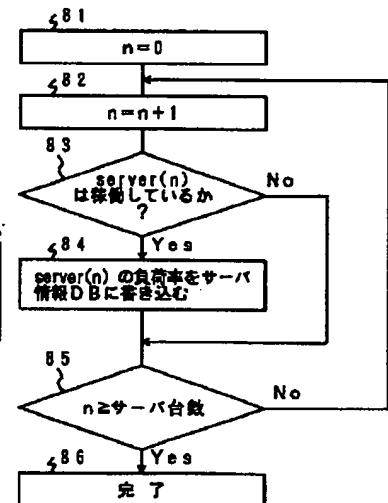 81
n=0
82
n=n+1
83
server(n)
は稼働しているか
?
No
Yes
84
server(n) の負荷率をサーバ
情報DBに書き込む
85
n≥サーバ台数
No
Yes
86
完了